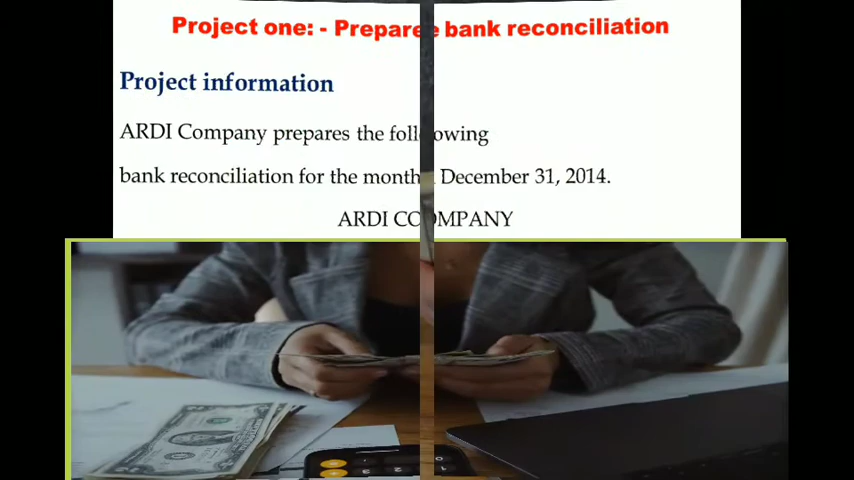 Project one: - Prepare bank reconciliation
Project information
ARDI Company prepares the following
bank reconciliation for the month December 31, 2014.
ARDI COMPANY